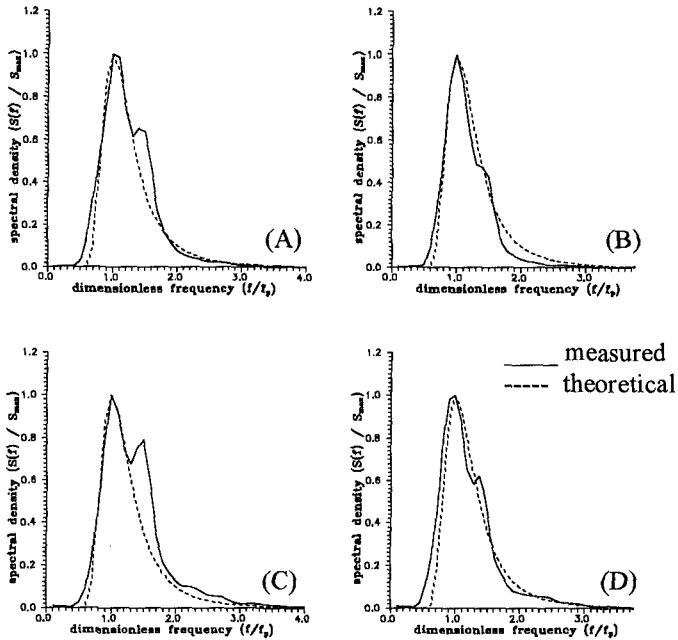 1.2
1.0
0.8
0.6
0.4
0.2
0.0
spectral density (S(f) / Smax)
(A)
0.0 1.0 2.0 3.0 4.0
dimensionless frequency (f/fp)
1.2
1.0
0.8
0.6
0.4
0.2
0.0
spectral density (S(f) / Smax)
(B)
0.0 1.0 2.0 3.0
dimensionless frequency (f/fp)
measured
theoretical
1.2
1.0
0.8
0.6
0.4
0.2
0.0
spectral density (S(f) / Smax)
(C)
0.0 1.0 2.0 3.0 4.0
dimensionless frequency (f/fp)
1.2
1.0
0.8
0.6
0.4
0.2
0.0
spectral density (S(f) / Smax)
(D)
0.0 1.0 2.0 3.0
dimensionless frequency (f/fp)